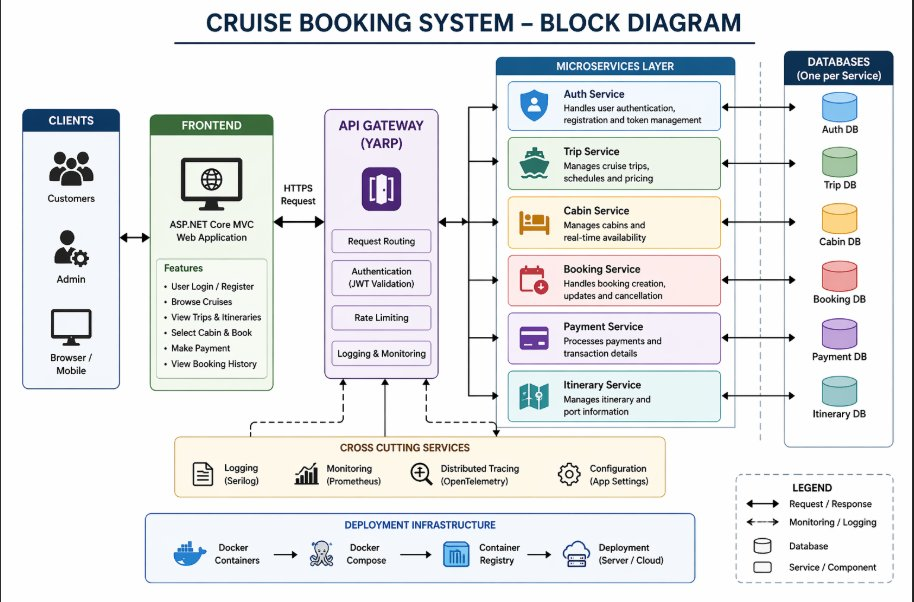 CRUISE BOOKING SYSTEM – BLOCK DIAGRAM
CLIENTS
Customers
Admin
Browser /
Mobile
FRONTEND
ASP.NET Core MVC
Web Application
Features
• User Login / Register
• Browse Cruises
• View Trips & Itineraries
• Select Cabin & Book
• Make Payment
• View Booking History
HTTPS
Request
API GATEWAY
(YARP)
Request Routing
Authentication
(JWT Validation)
Rate Limiting
Logging & Monitoring
MICROSERVICES LAYER
Auth Service
Handles user authentication,
registration and token management
Trip Service
Manages cruise trips,
schedules and pricing
Cabin Service
Manages cabins and
real-time availability
Booking Service
Handles booking creation,
updates and cancellation
Payment Service
Processes payments and
transaction details
Itinerary Service
Manages itinerary and
port information
DATABASES
(One per Service)
Auth DB
Trip DB
Cabin DB
Booking DB
Payment DB
Itinerary DB
CROSS CUTTING SERVICES
Logging
(Serilog)
Monitoring
(Prometheus)
Distributed Tracing
(OpenTelemetry)
Configuration
(App Settings)
DEPLOYMENT INFRASTRUCTURE
Docker
Containers
Docker
Compose
Container
Registry
Deployment
(Server / Cloud)
LEGEND
Request / Response
Monitoring / Logging
Database
Service / Component